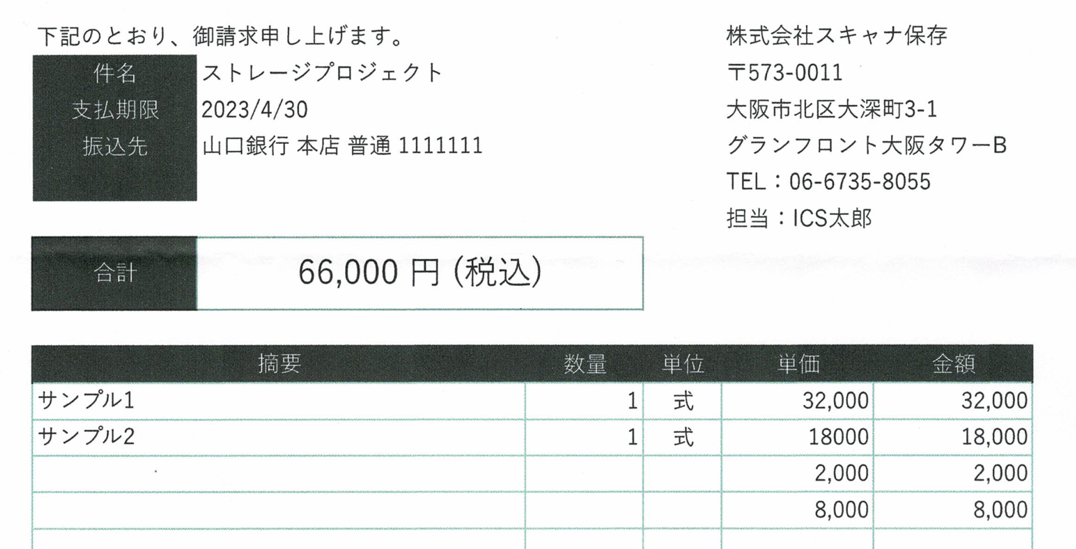 下記のとおり、御請求申し上げます。
件名 ストレージプロジェクト
支払期限 2023/4/30
振込先 山口銀行 本店 普通 1111111
株式会社スキャナ保存
〒573-0011
大阪市北区大深町3-1
グランフロント大阪タワーB
TEL：06-6735-8055
担当：ICS太郎
合計 66,000 円 (税込)
摘要 数量 単位 単価 金額
サンプル1 1 式 32,000 32,000
サンプル2 1 式 18000 18,000
2,000 2,000
8,000 8,000